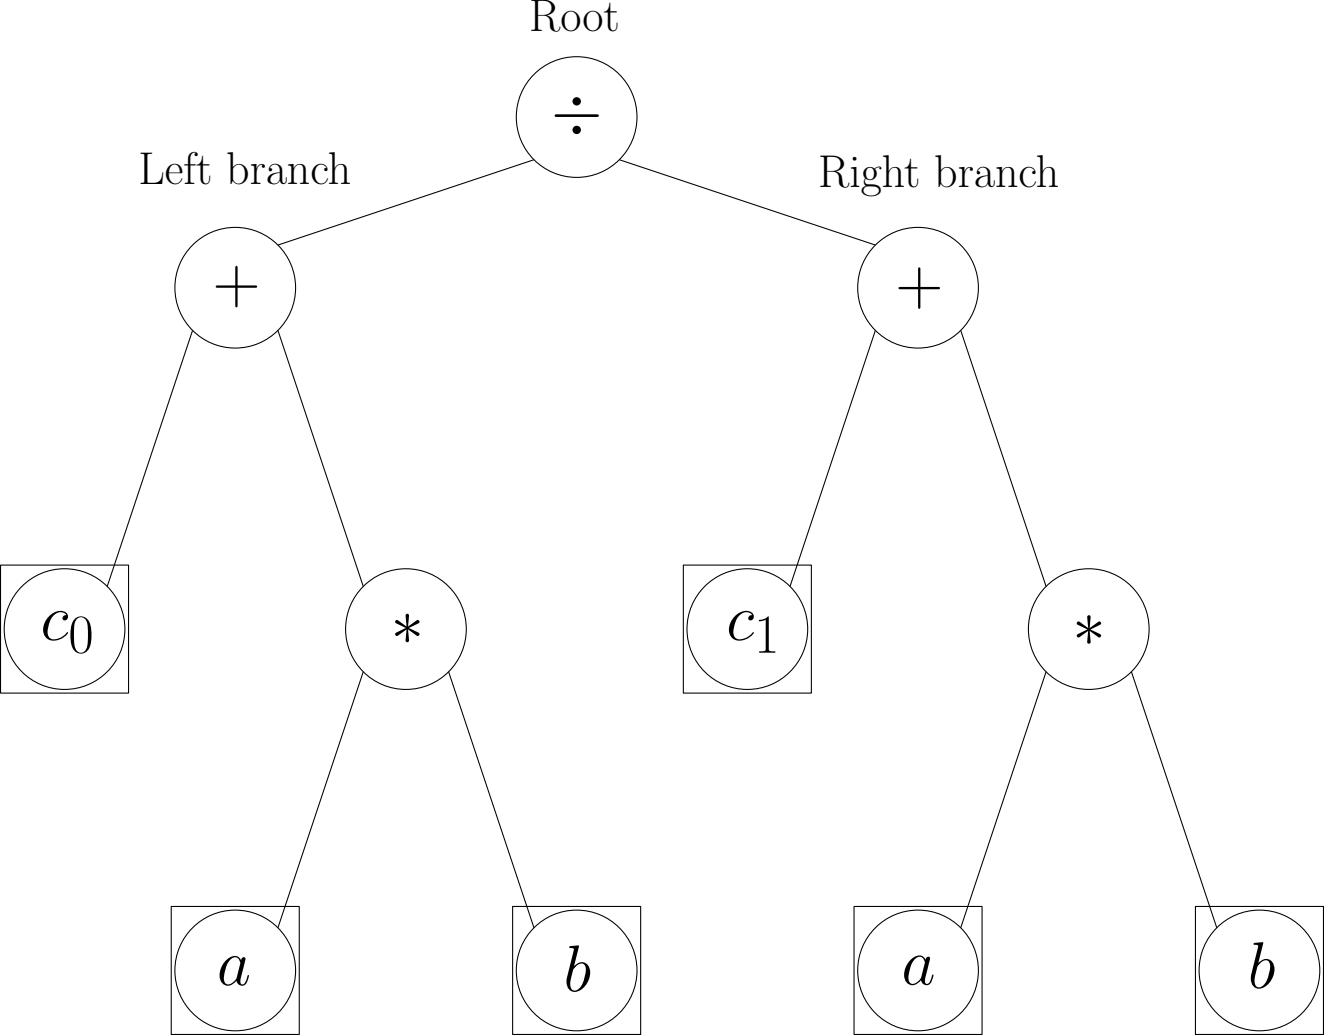 Root
÷
Left branch
Right branch
+ +
c₀ * c₁ *
a b a b